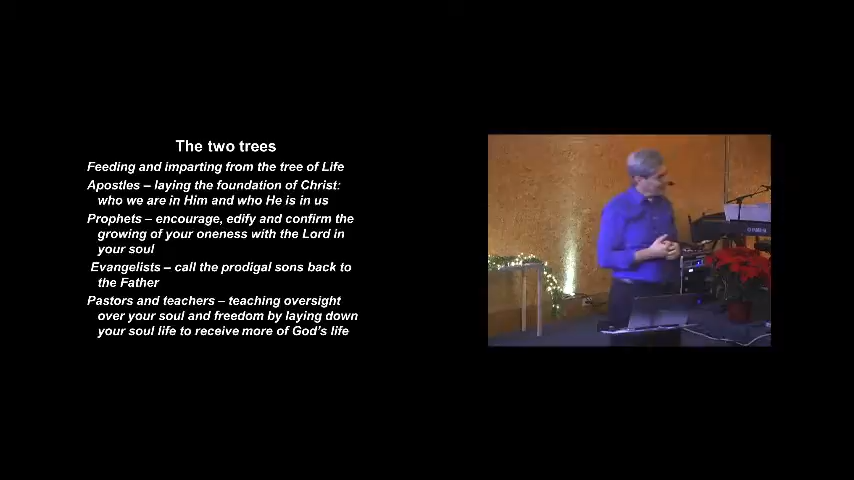 The two trees
Feeding and imparting from the tree of Life
Apostles – laying the foundation of Christ:
who we are in Him and who He is in us
Prophets – encourage, edify and confirm the
growing of your oneness with the Lord in
your soul
Evangelists – call the prodigal sons back to
the Father
Pastors and teachers – teaching oversight
over your soul and freedom by laying down
your soul life to receive more of God's life